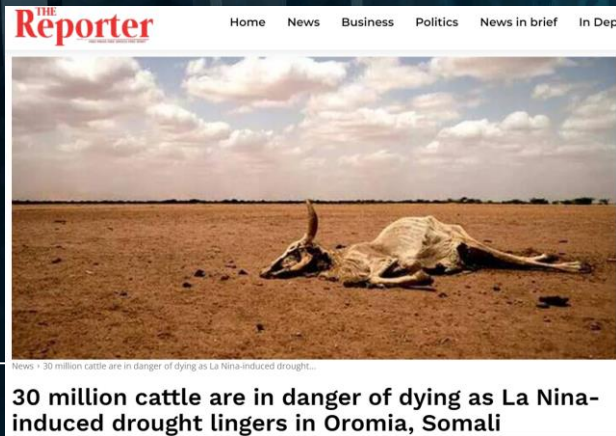 THE
Reporter
Home News Business Politics News in brief In Dep
News › 30 million cattle are in danger of dying as La Nina-induced drought...
30 million cattle are in danger of dying as La Nina-
induced drought lingers in Oromia, Somali